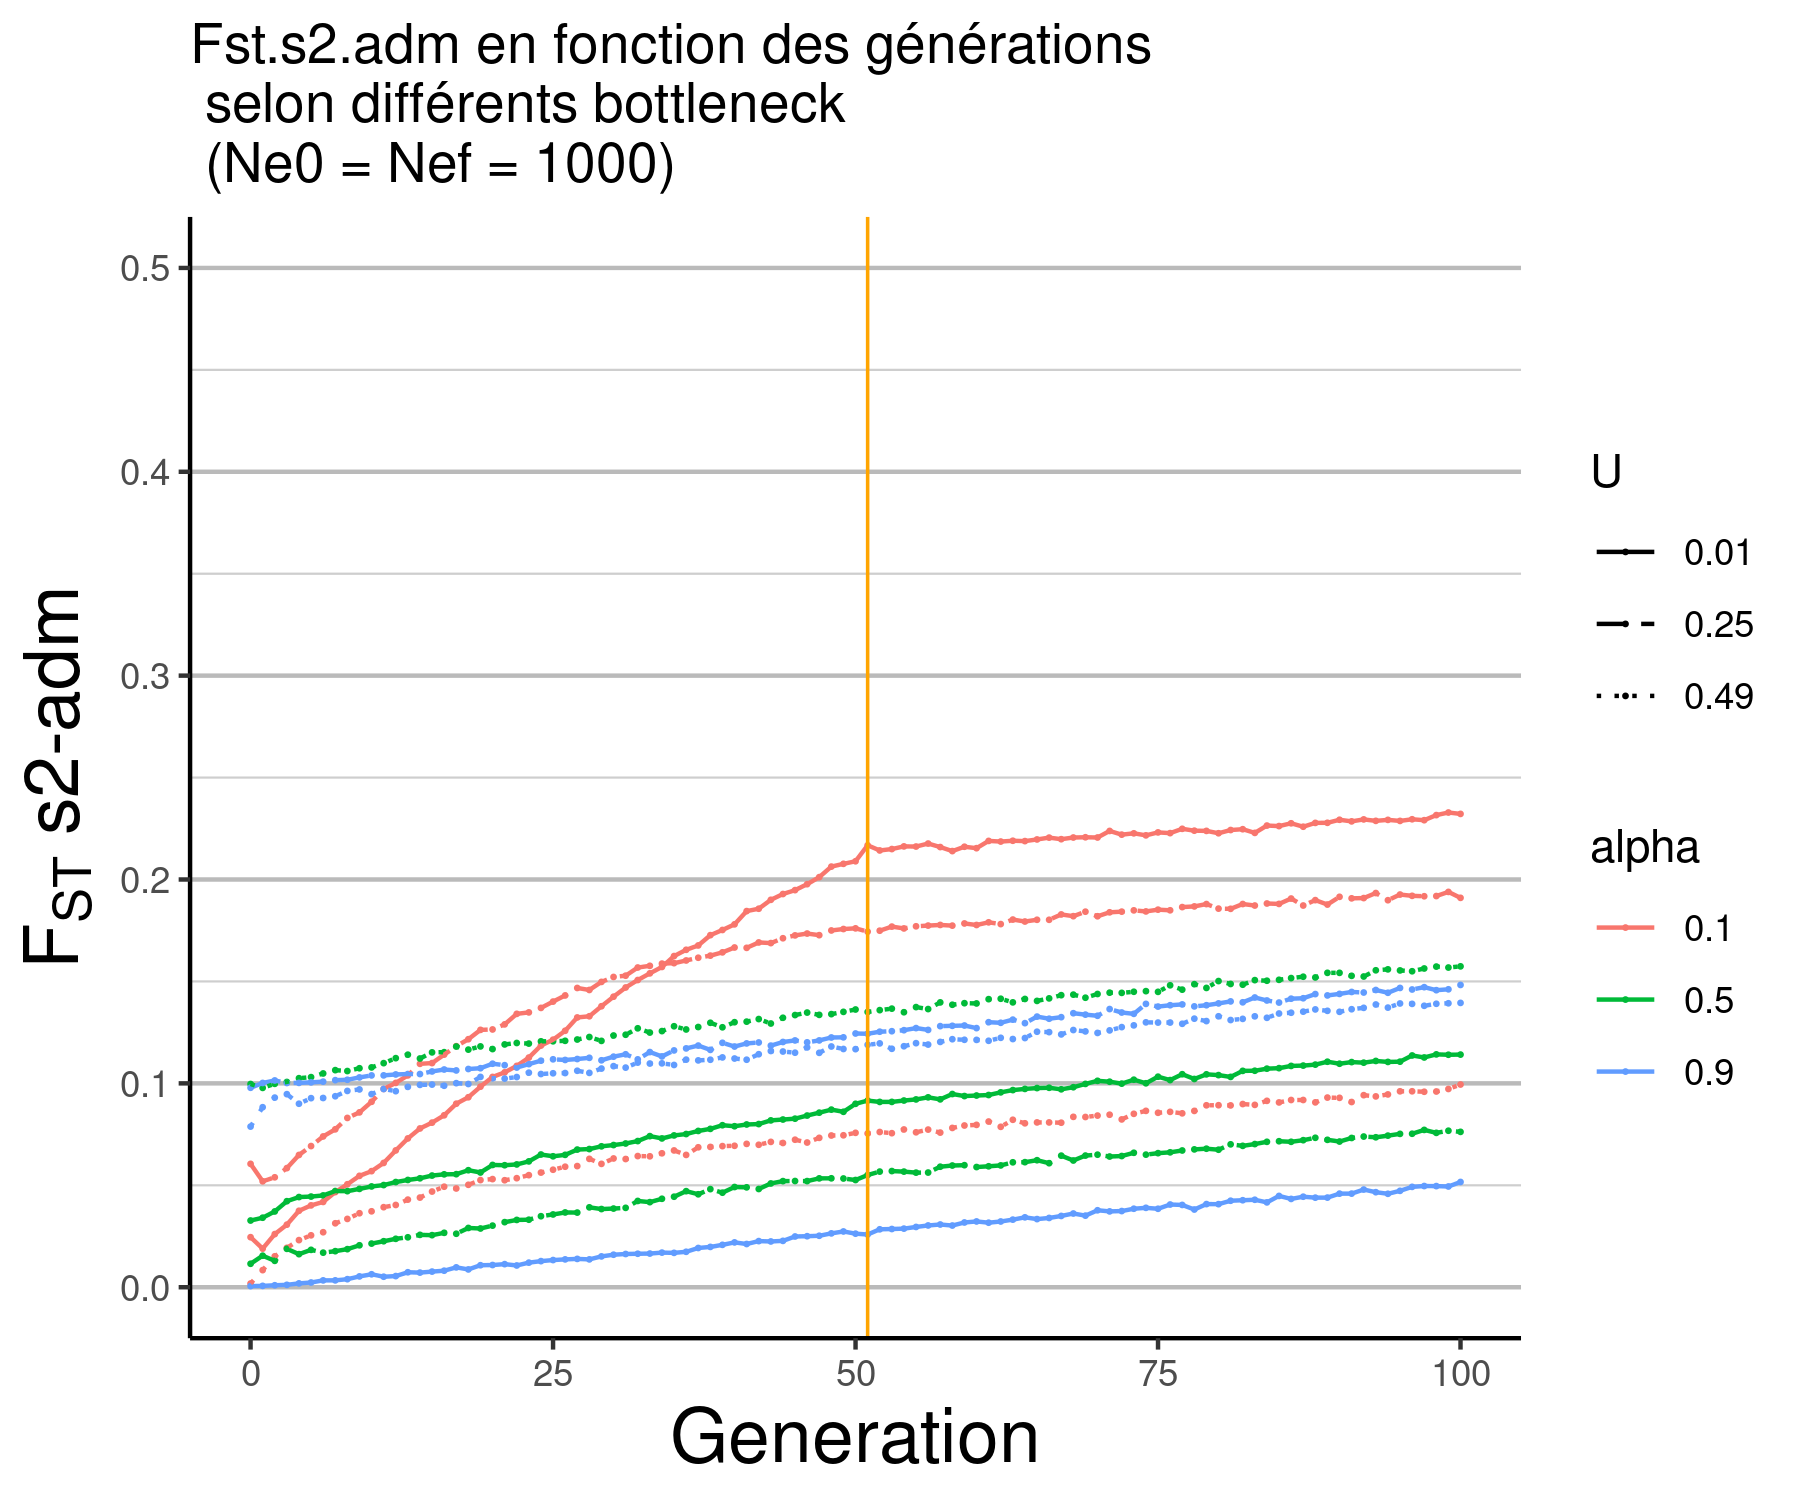 Fst.s2.adm en fonction des générations
selon différents bottleneck
(Ne0 = Nef = 1000)
FST s2-adm
0.5
0.4
0.3
0.2
0.1
0.0
0
25
50
75
100
Generation
U
0.01
0.25
0.49
alpha
0.1
0.5
0.9